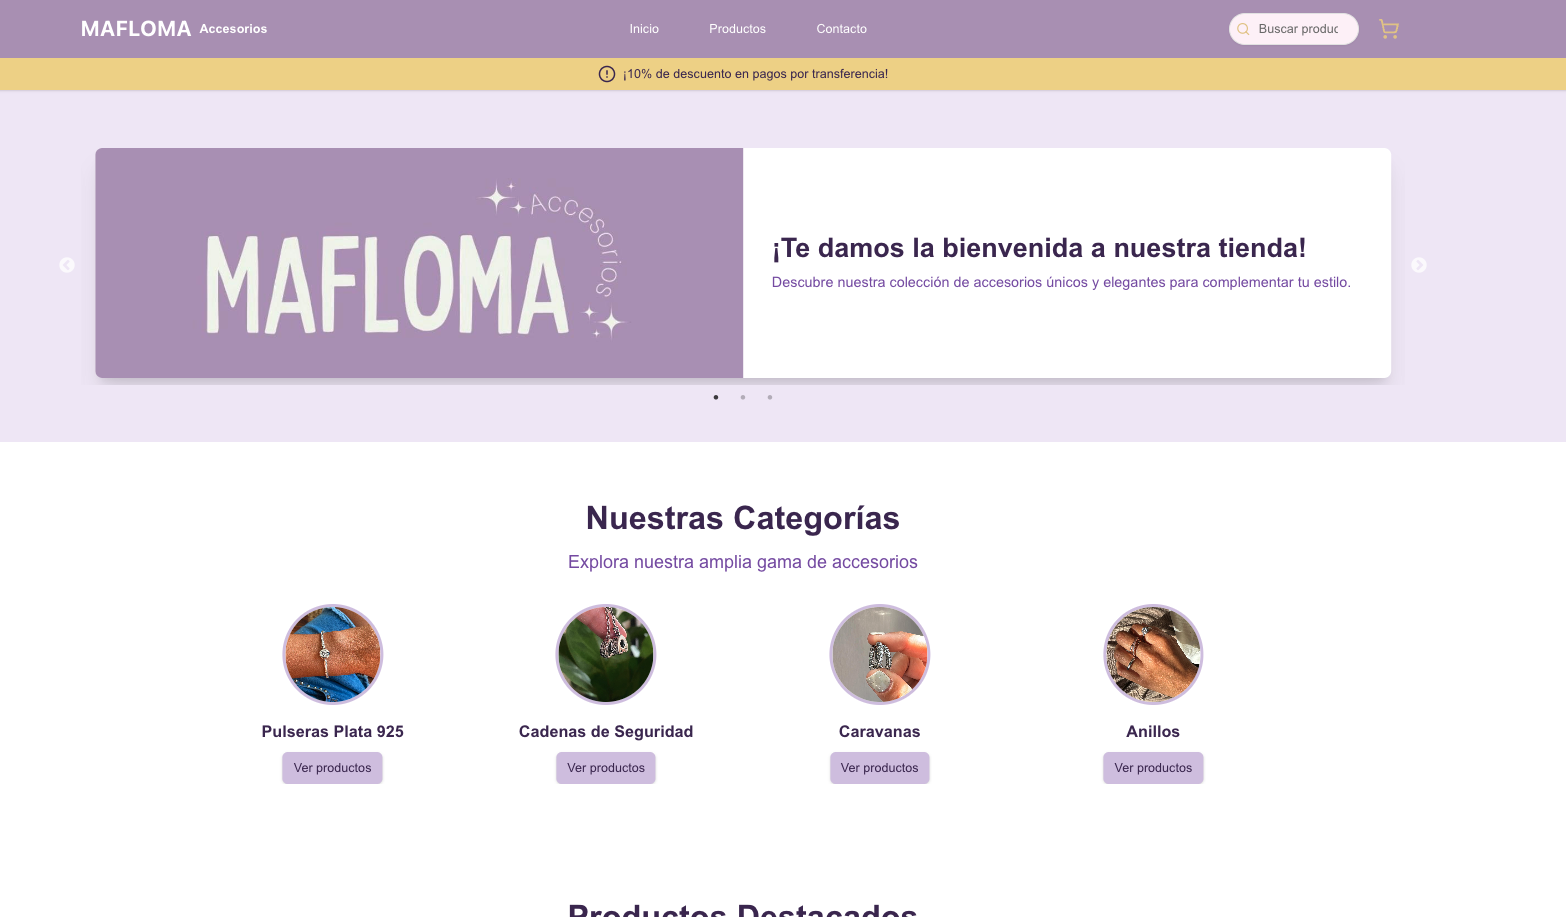 MAFLOMA Accesorios
Inicio
Productos
Contacto
Buscar produc
¡10% de descuento en pagos por transferencia!
Accesorios
MAFLOMA
¡Te damos la bienvenida a nuestra tienda!
Descubre nuestra colección de accesorios únicos y elegantes para complementar tu estilo.
Nuestras Categorías
Explora nuestra amplia gama de accesorios
Pulseras Plata 925
Ver productos
Cadenas de Seguridad
Ver productos
Caravanas
Ver productos
Anillos
Ver productos
Productos Destacados